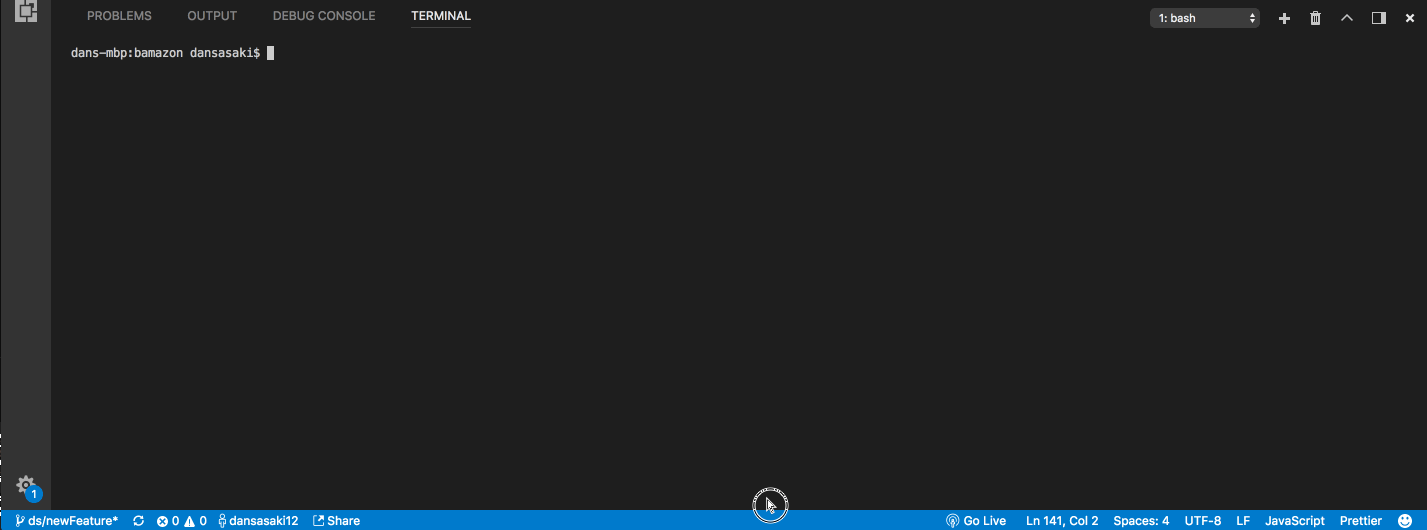 PROBLEMS OUTPUT DEBUG CONSOLE TERMINAL 1: bash
dans-mbp:bamazon dansasaki$
1
ds/newFeature* 0 0 dansasaki12 Share Go Live Ln 141, Col 2 Spaces: 4 UTF-8 LF JavaScript Prettier